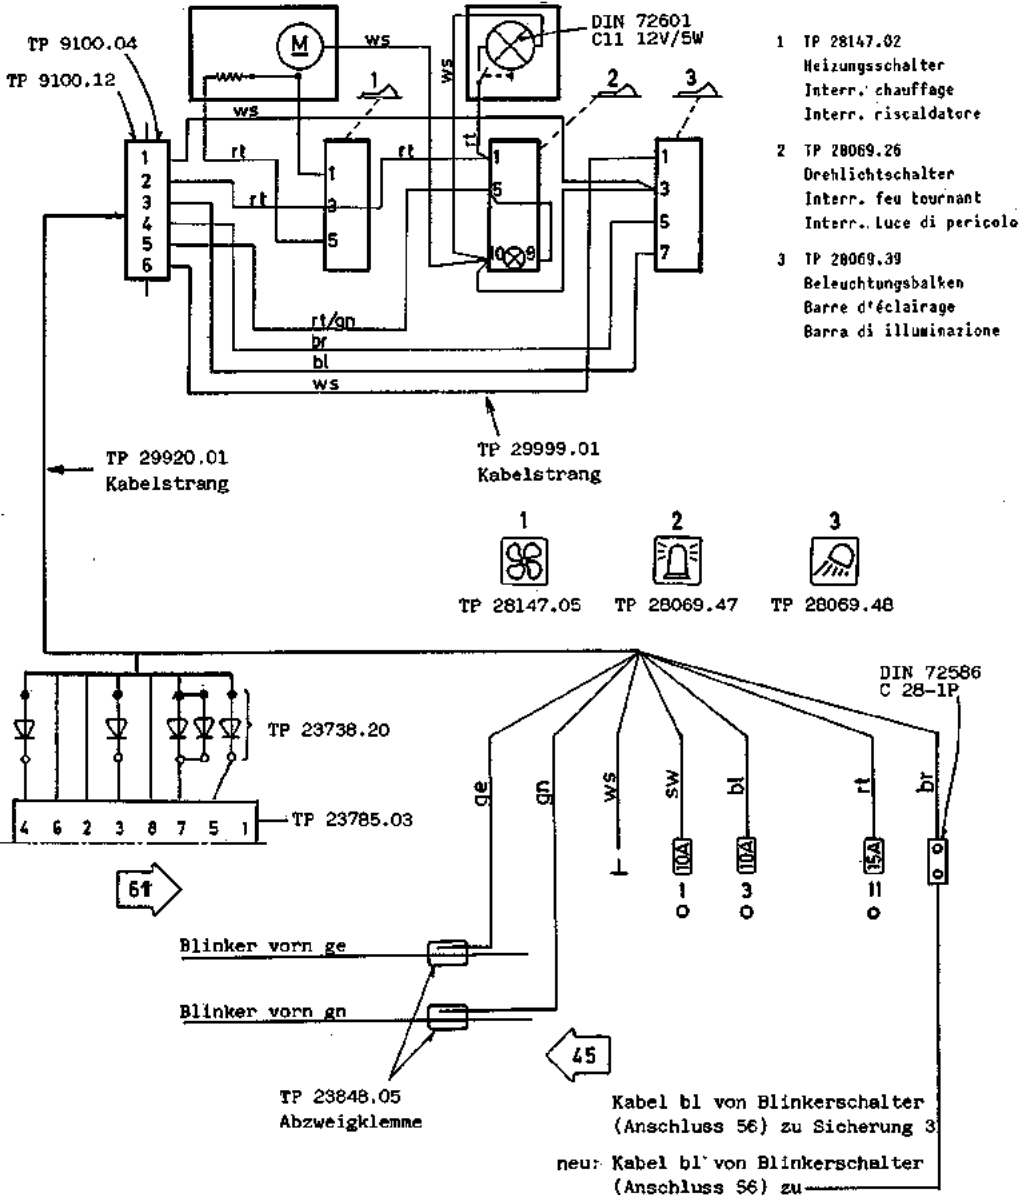 DIN 72601
C11 12V/5W
TP 9100.04
TP 9100.12
M
ws
ws
1
2
3
ws
rt
rt
rt
rt
1
2
3
4
5
6
1
3
5
1
5
10
9
1
3
5
7
rt/gn
br
bl
ws
1 TP 28147.02
Heizungsschalter
Interr. chauffage
Interr. riscaldatore
2 TP 28069.26
Drehlichtschalter
Interr. feu tournant
Interr. Luce di pericolo
3 TP 28069.39
Beleuchtungsbalken
Barre d'éclairage
Barra di illuminazione
TP 29920.01
Kabelstrang
TP 29999.01
Kabelstrang
1
2
3
TP 28147.05
TP 28069.47
TP 28069.48
DIN 72586
C 28-1P
TP 23738.20
4 6 2 3 8 7 5 1
TP 23785.03
ge
gn
ws
sw
bl
rt
br
10A
10A
15A
1
3
11
61
Blinker vorn ge
Blinker vorn gn
45
TP 23848.05
Abzweigklemme
Kabel bl von Blinkerschalter
(Anschluss 56) zu Sicherung 3
neu: Kabel bl von Blinkerschalter
(Anschluss 56) zu